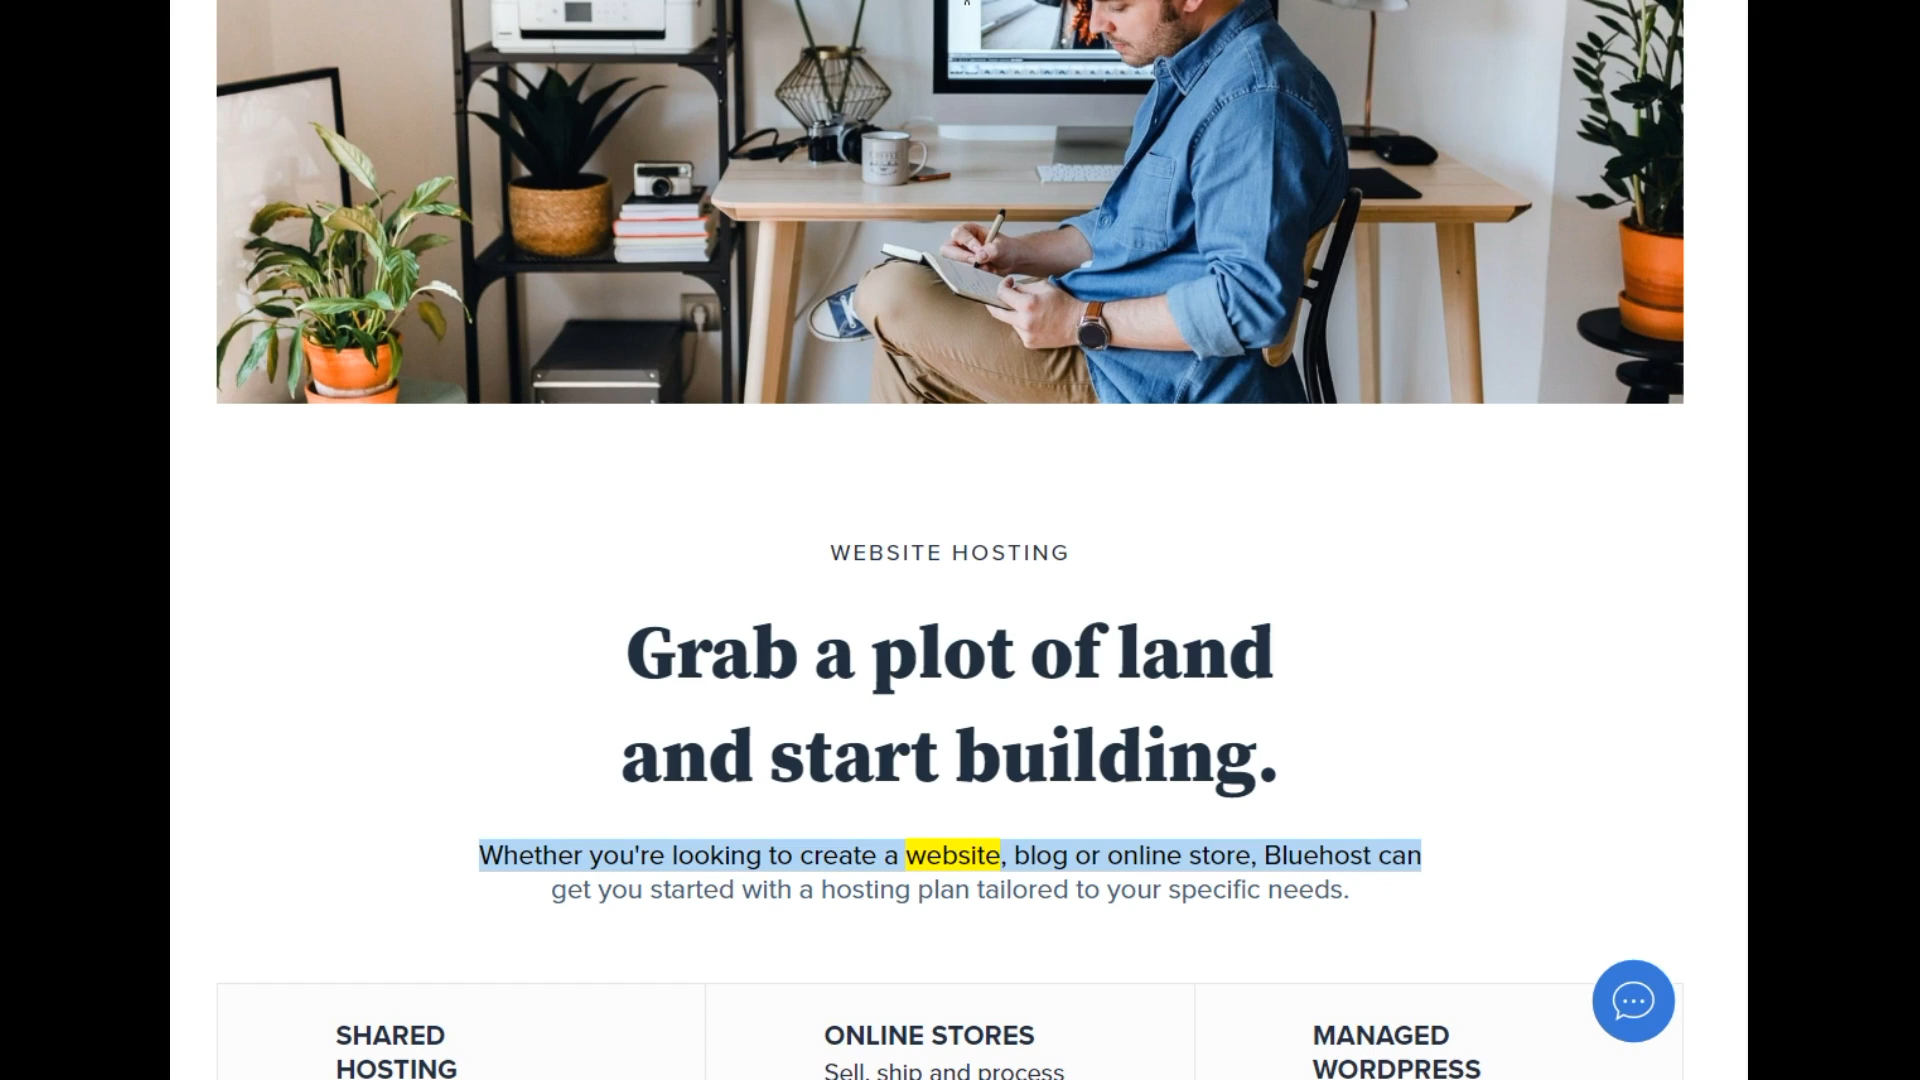 WEBSITE HOSTING
Grab a plot of land
and start building.
Whether you're looking to create a website, blog or online store, Bluehost can
get you started with a hosting plan tailored to your specific needs.
SHARED
HOSTING
ONLINE STORES
Sell, ship and process
MANAGED
WORDPRESS